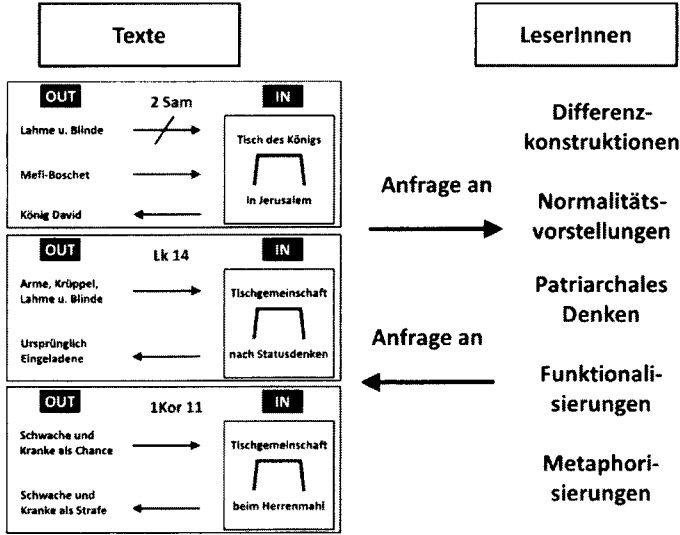 Texte
LeserInnen
OUT
2 Sam
IN
Lahme u. Blinde
Mefi-Boschet
König David
Tisch des Königs
in Jerusalem
OUT
Lk 14
IN
Arme, Krüppel,
Lahme u. Blinde
Ursprünglich
Eingeladene
Tischgemeinschaft
nach Statusdenken
OUT
1Kor 11
IN
Schwache und
Kranke als Chance
Schwache und
Kranke als Strafe
Tischgemeinschaft
beim Herrenmahl
Anfrage an
Anfrage an
Differenz-
konstruktionen
Normalitäts-
vorstellungen
Patriarchales
Denken
Funktionali-
sierungen
Metaphori-
sierungen